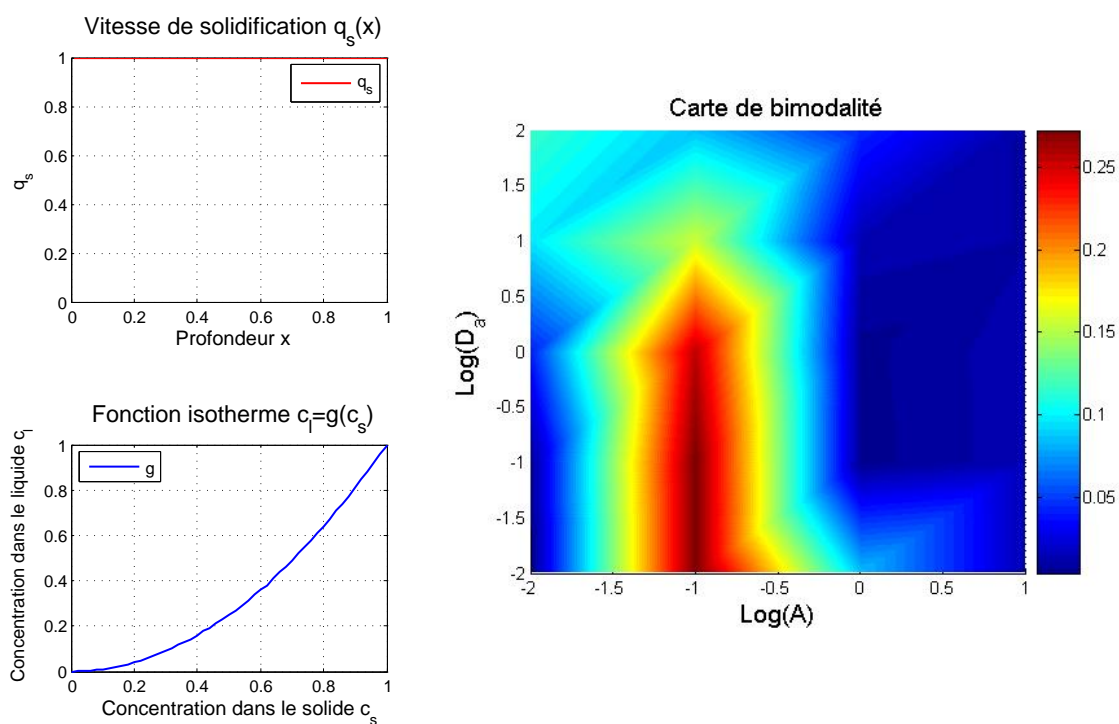 Vitesse de solidification q_s(x)
1
0.8
0.6
0.4
0.2
0
q_s
q_s
0.2 0.4 0.6 0.8 1
Profondeur x
Fonction isotherme c_l=g(c_s)
1
0.8
0.6
0.4
0.2
0
Concentration dans le liquide c_l
g
0 0.2 0.4 0.6 0.8 1
Concentration dans le solide c_s
Carte de bimodalité
2
1.5
1
0.5
0
-0.5
-1
-1.5
-2
Log(D_a)
-2 -1.5 -1 -0.5 0 0.5 1
Log(A)
0.25
0.2
0.15
0.1
0.05